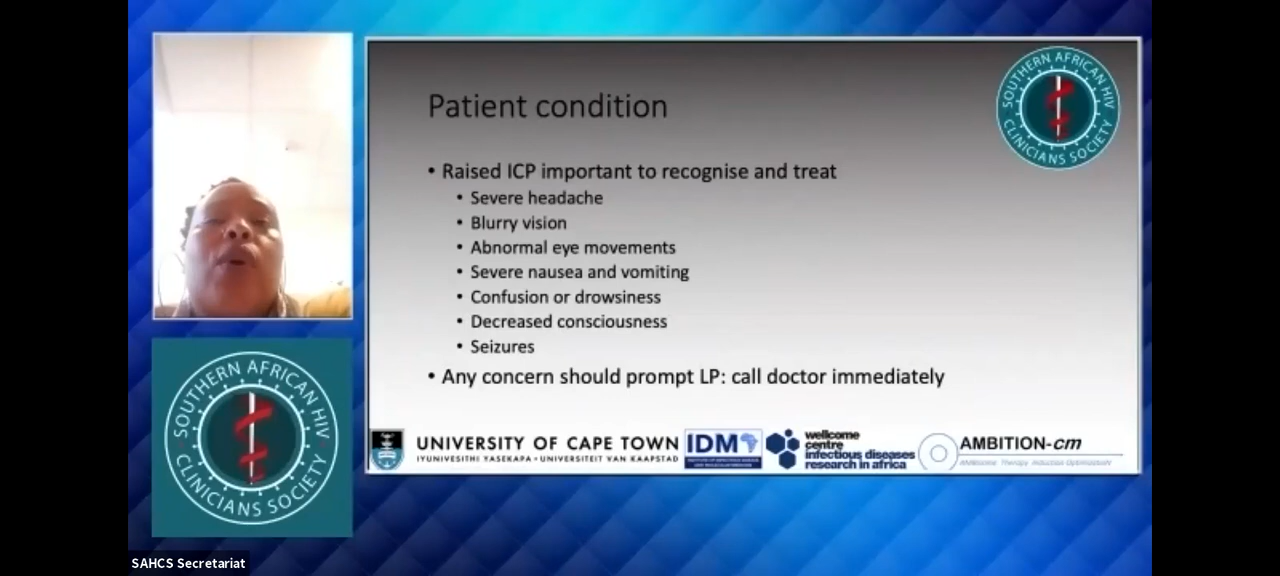 Patient condition
• Raised ICP important to recognise and treat
• Severe headache
• Blurry vision
• Abnormal eye movements
• Severe nausea and vomiting
• Confusion or drowsiness
• Decreased consciousness
• Seizures
• Any concern should prompt LP: call doctor immediately
SOUTHERN AFRICAN HIV
CLINICIANS SOCIETY
UNIVERSITY OF CAPE TOWN
IYUNIVESITHI YASEKAPA • UNIVERSITEIT VAN KAAPSTAD
IDM
wellcome
centre
infectious diseases
research in africa
AMBITION-cm
SOUTHERN AFRICAN HIV
CLINICIANS SOCIETY
SAHCS Secretariat